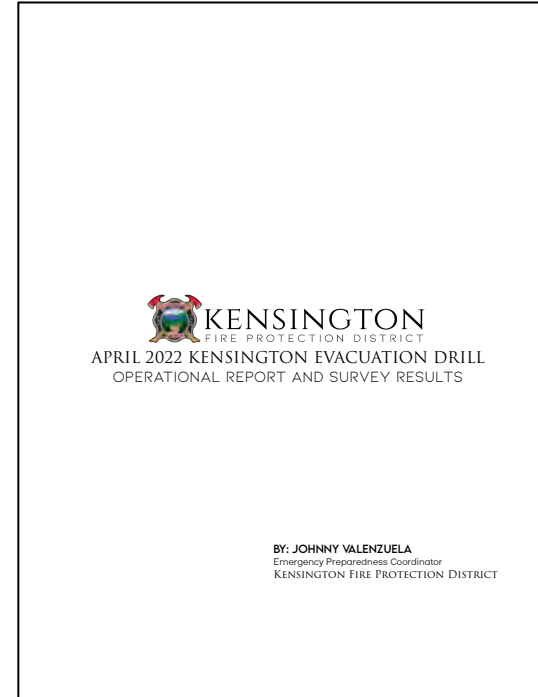 KENSINGTON
FIRE PROTECTION DISTRICT
APRIL 2022 KENSINGTON EVACUATION DRILL
OPERATIONAL REPORT AND SURVEY RESULTS
BY: JOHNNY VALENZUELA
Emergency Preparedness Coordinator
KENSINGTON FIRE PROTECTION DISTRICT